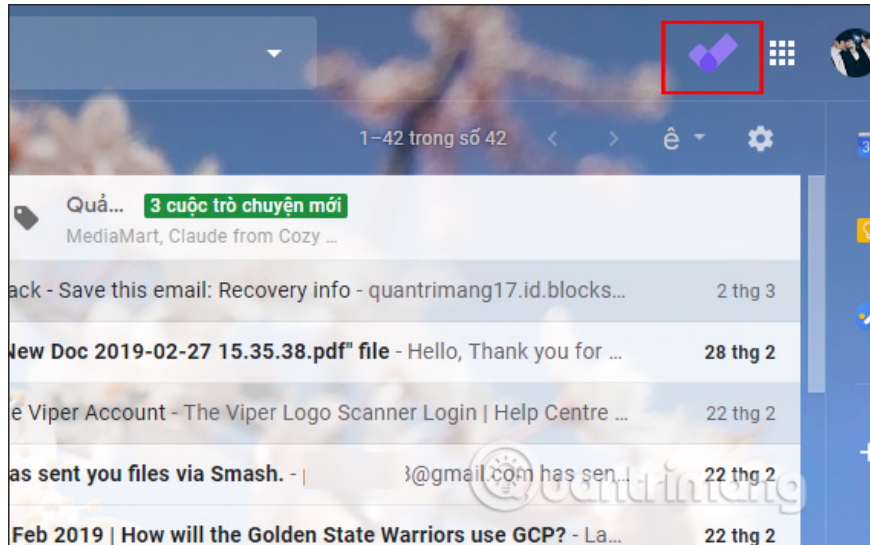 1–42 trong số 42
ê
Quả... 3 cuộc trò chuyện mới
MediaMart, Claude from Cozy ...
ack - Save this email: Recovery info - quantrimang17.id.blocks... 2 thg 3
New Doc 2019-02-27 15.35.38.pdf" file - Hello, Thank you for ... 28 thg 2
e Viper Account - The Viper Logo Scanner Login | Help Centre ... 22 thg 2
as sent you files via Smash. - 3@gmail.com has sen... 22 thg 2
Quantrimang
Feb 2019 | How will the Golden State Warriors use GCP? - La... 22 thg 2